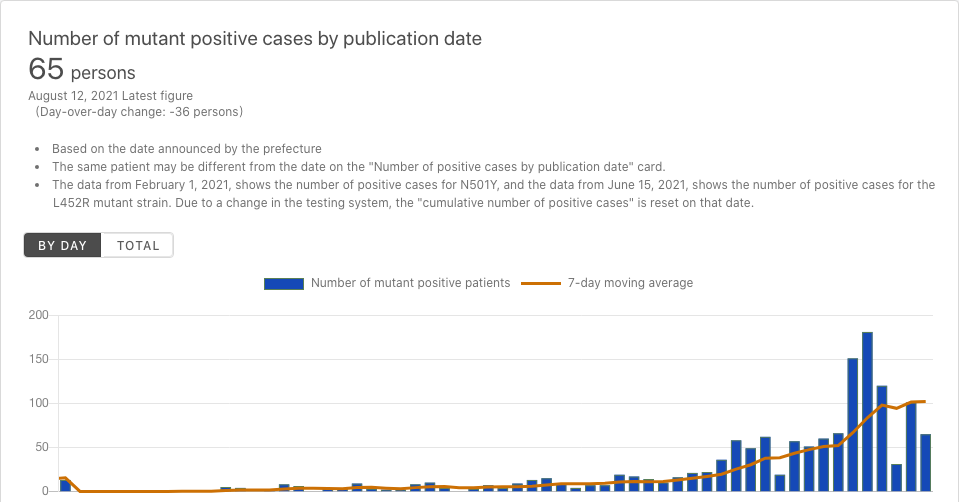 Number of mutant positive cases by publication date
65 persons
August 12, 2021 Latest figure
(Day-over-day change: -36 persons)
• Based on the date announced by the prefecture
• The same patient may be different from the date on the "Number of positive cases by publication date" card.
• The data from February 1, 2021, shows the number of positive cases for N501Y, and the data from June 15, 2021, shows the number of positive cases for the
L452R mutant strain. Due to a change in the testing system, the "cumulative number of positive cases" is reset on that date.
BY DAY TOTAL
Number of mutant positive patients 7-day moving average
200
150
100
50
0